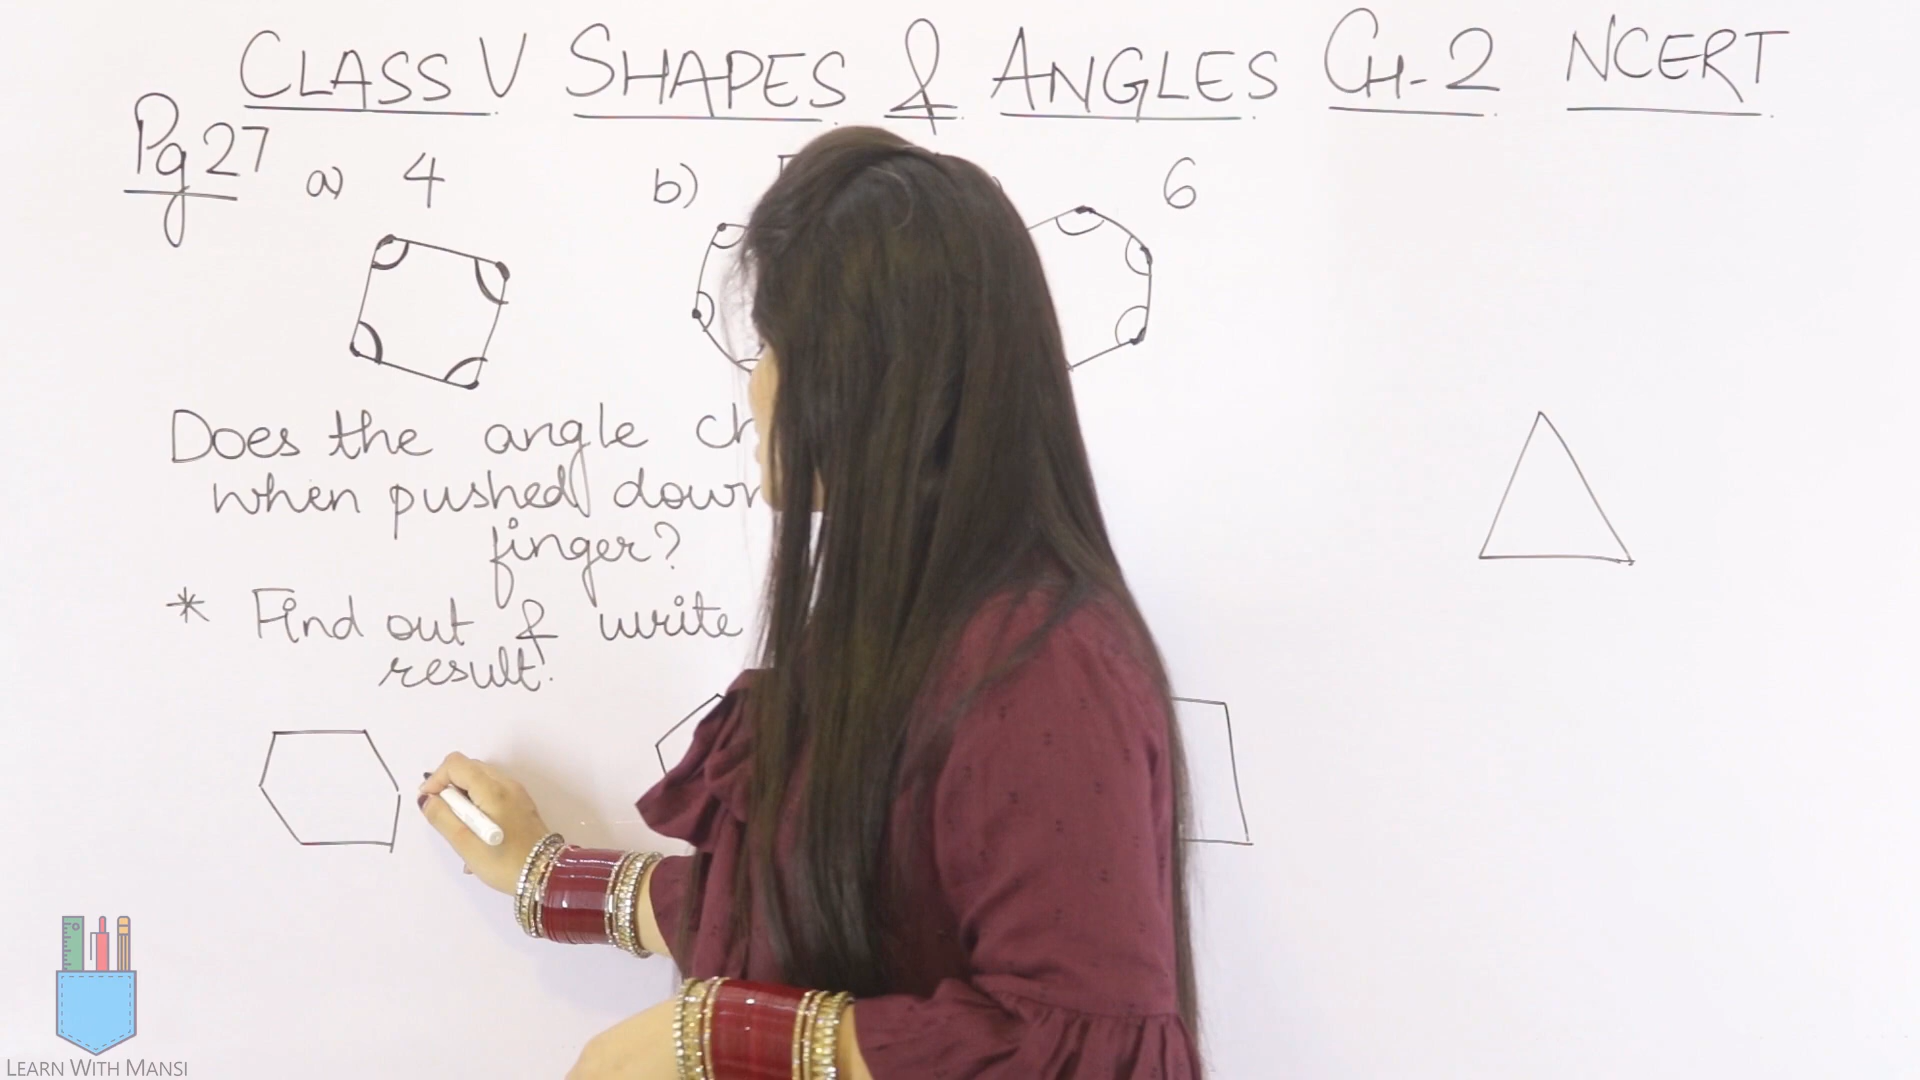 CLASS V SHAPES & ANGLES CH-2 NCERT
Pg 27 a) 4 b) 6
Does the angle
when pushed
finger?
* Find out & write
result.
LEARN WITH MANSI